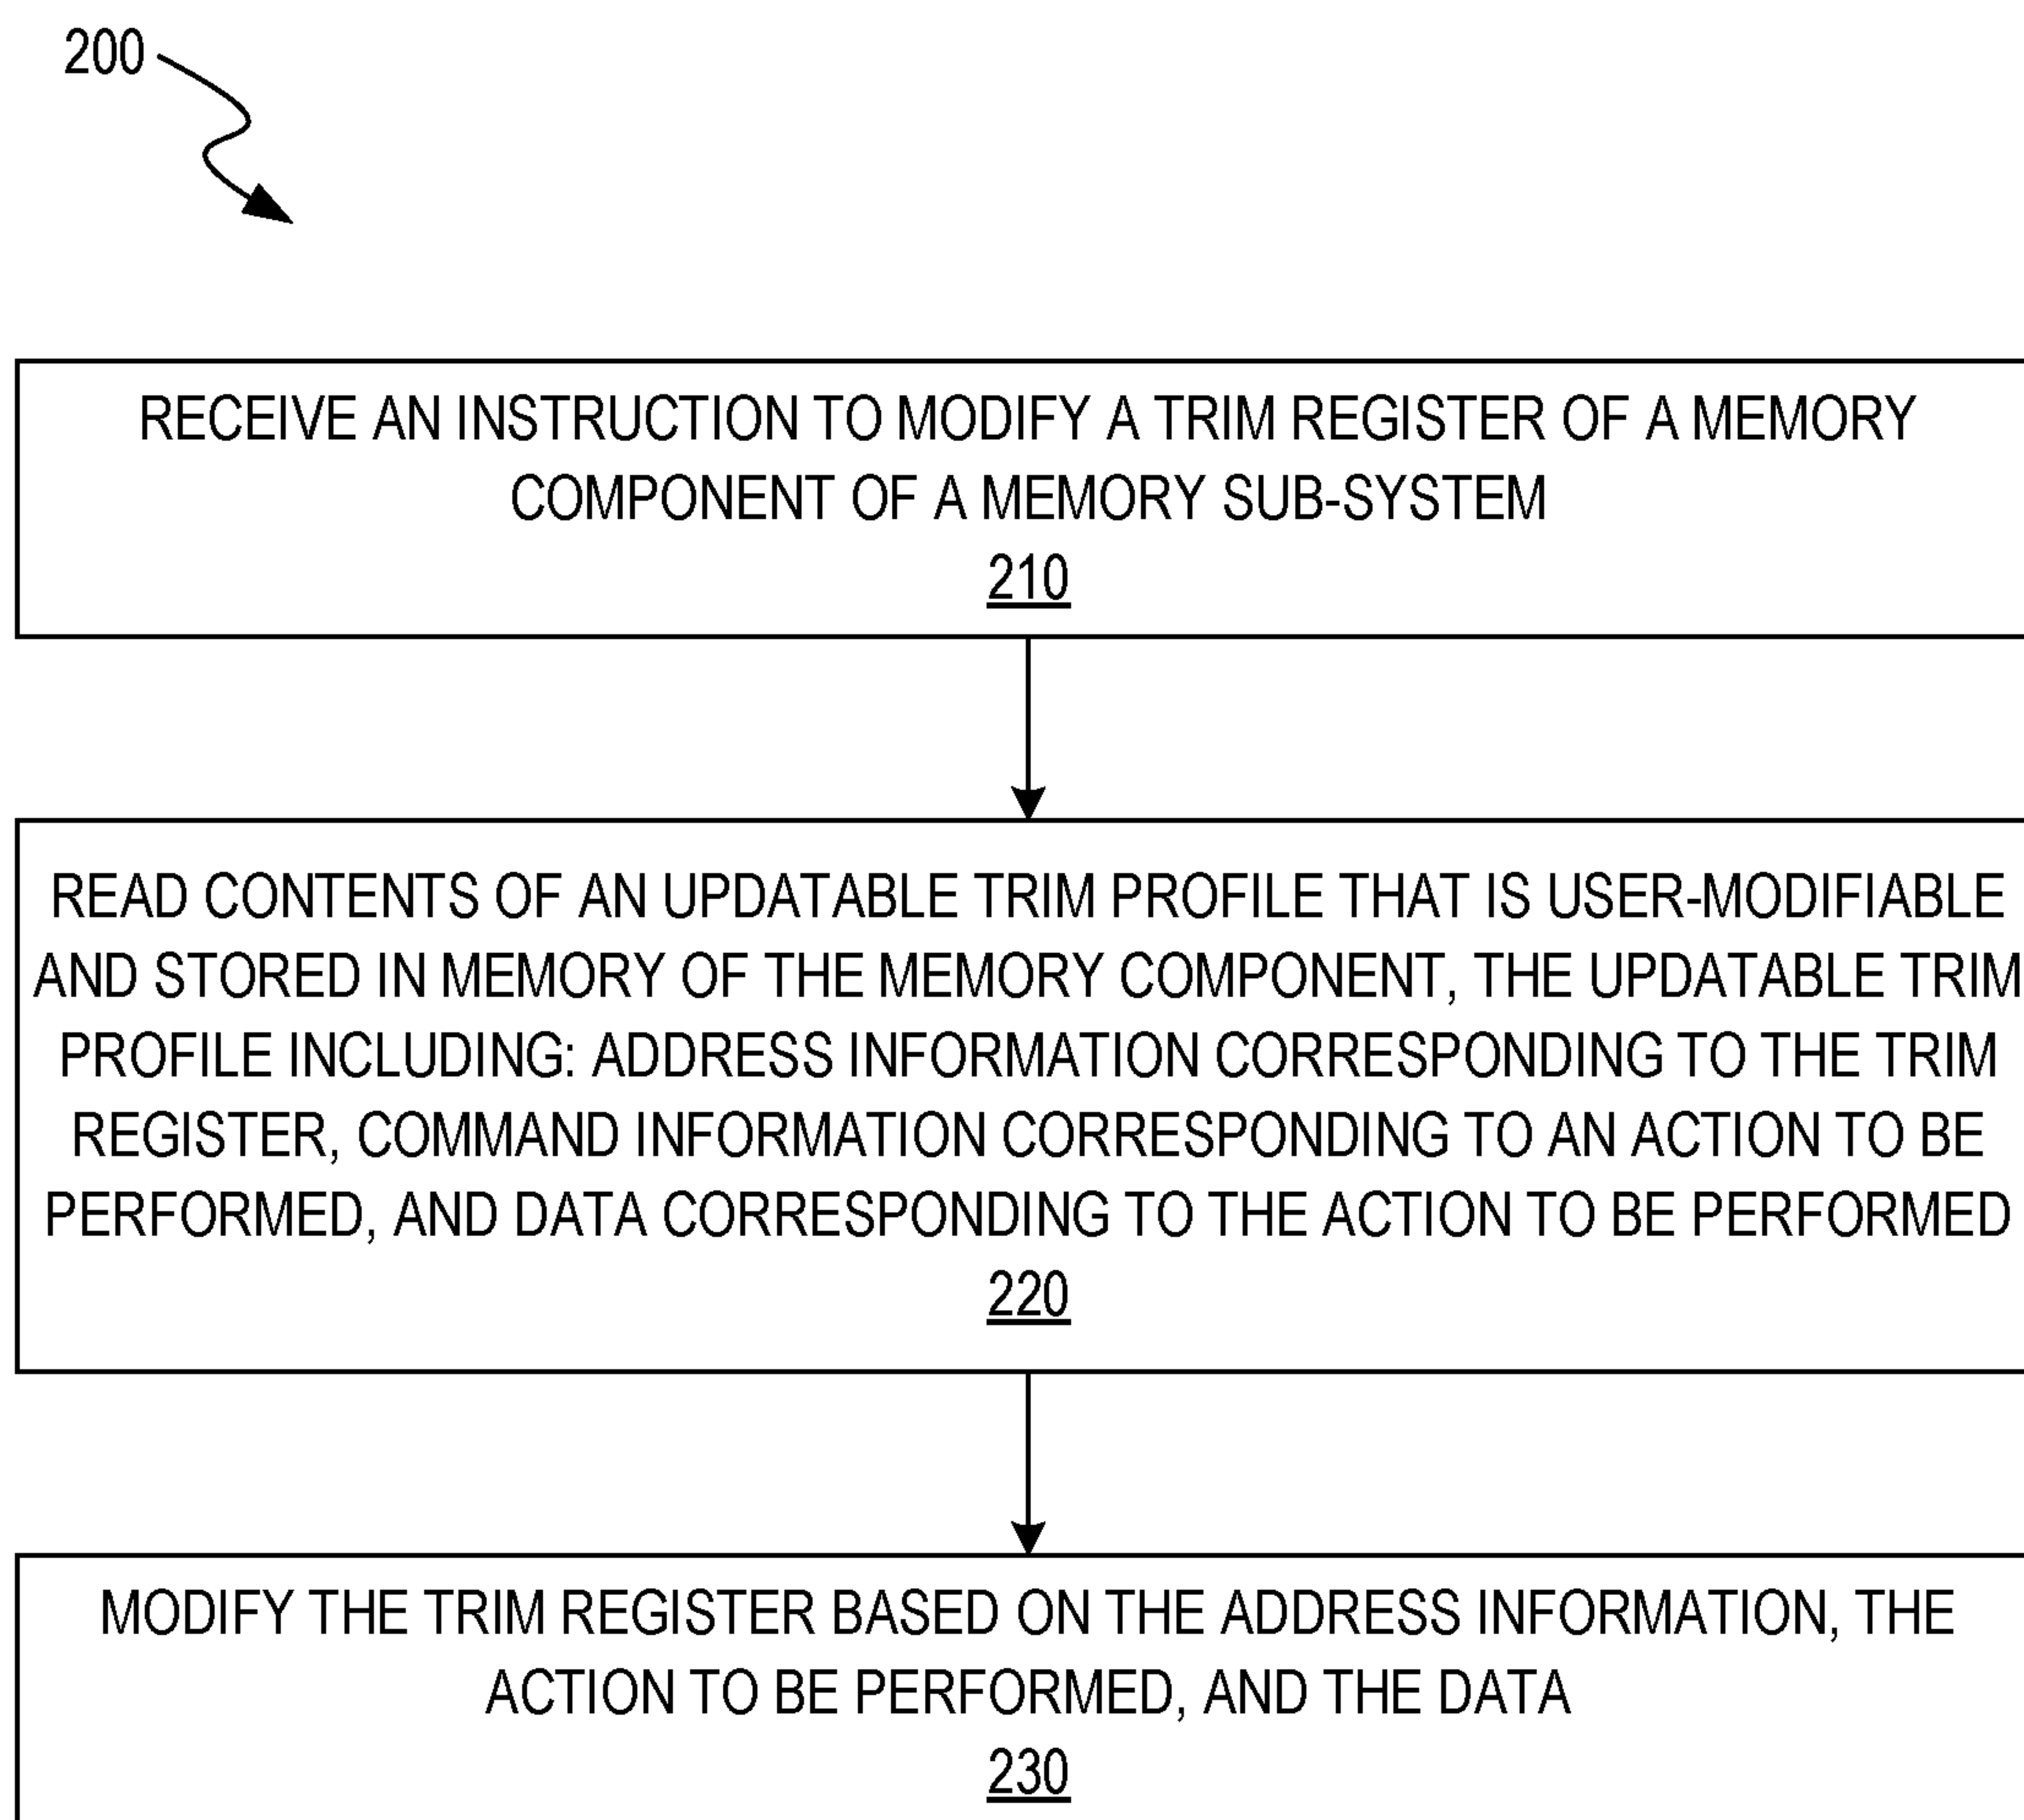 200
RECEIVE AN INSTRUCTION TO MODIFY A TRIM REGISTER OF A MEMORY
COMPONENT OF A MEMORY SUB-SYSTEM
210
READ CONTENTS OF AN UPDATABLE TRIM PROFILE THAT IS USER-MODIFIABLE
AND STORED IN MEMORY OF THE MEMORY COMPONENT, THE UPDATABLE TRIM
PROFILE INCLUDING: ADDRESS INFORMATION CORRESPONDING TO THE TRIM
REGISTER, COMMAND INFORMATION CORRESPONDING TO AN ACTION TO BE
PERFORMED, AND DATA CORRESPONDING TO THE ACTION TO BE PERFORMED
220
MODIFY THE TRIM REGISTER BASED ON THE ADDRESS INFORMATION, THE
ACTION TO BE PERFORMED, AND THE DATA
230